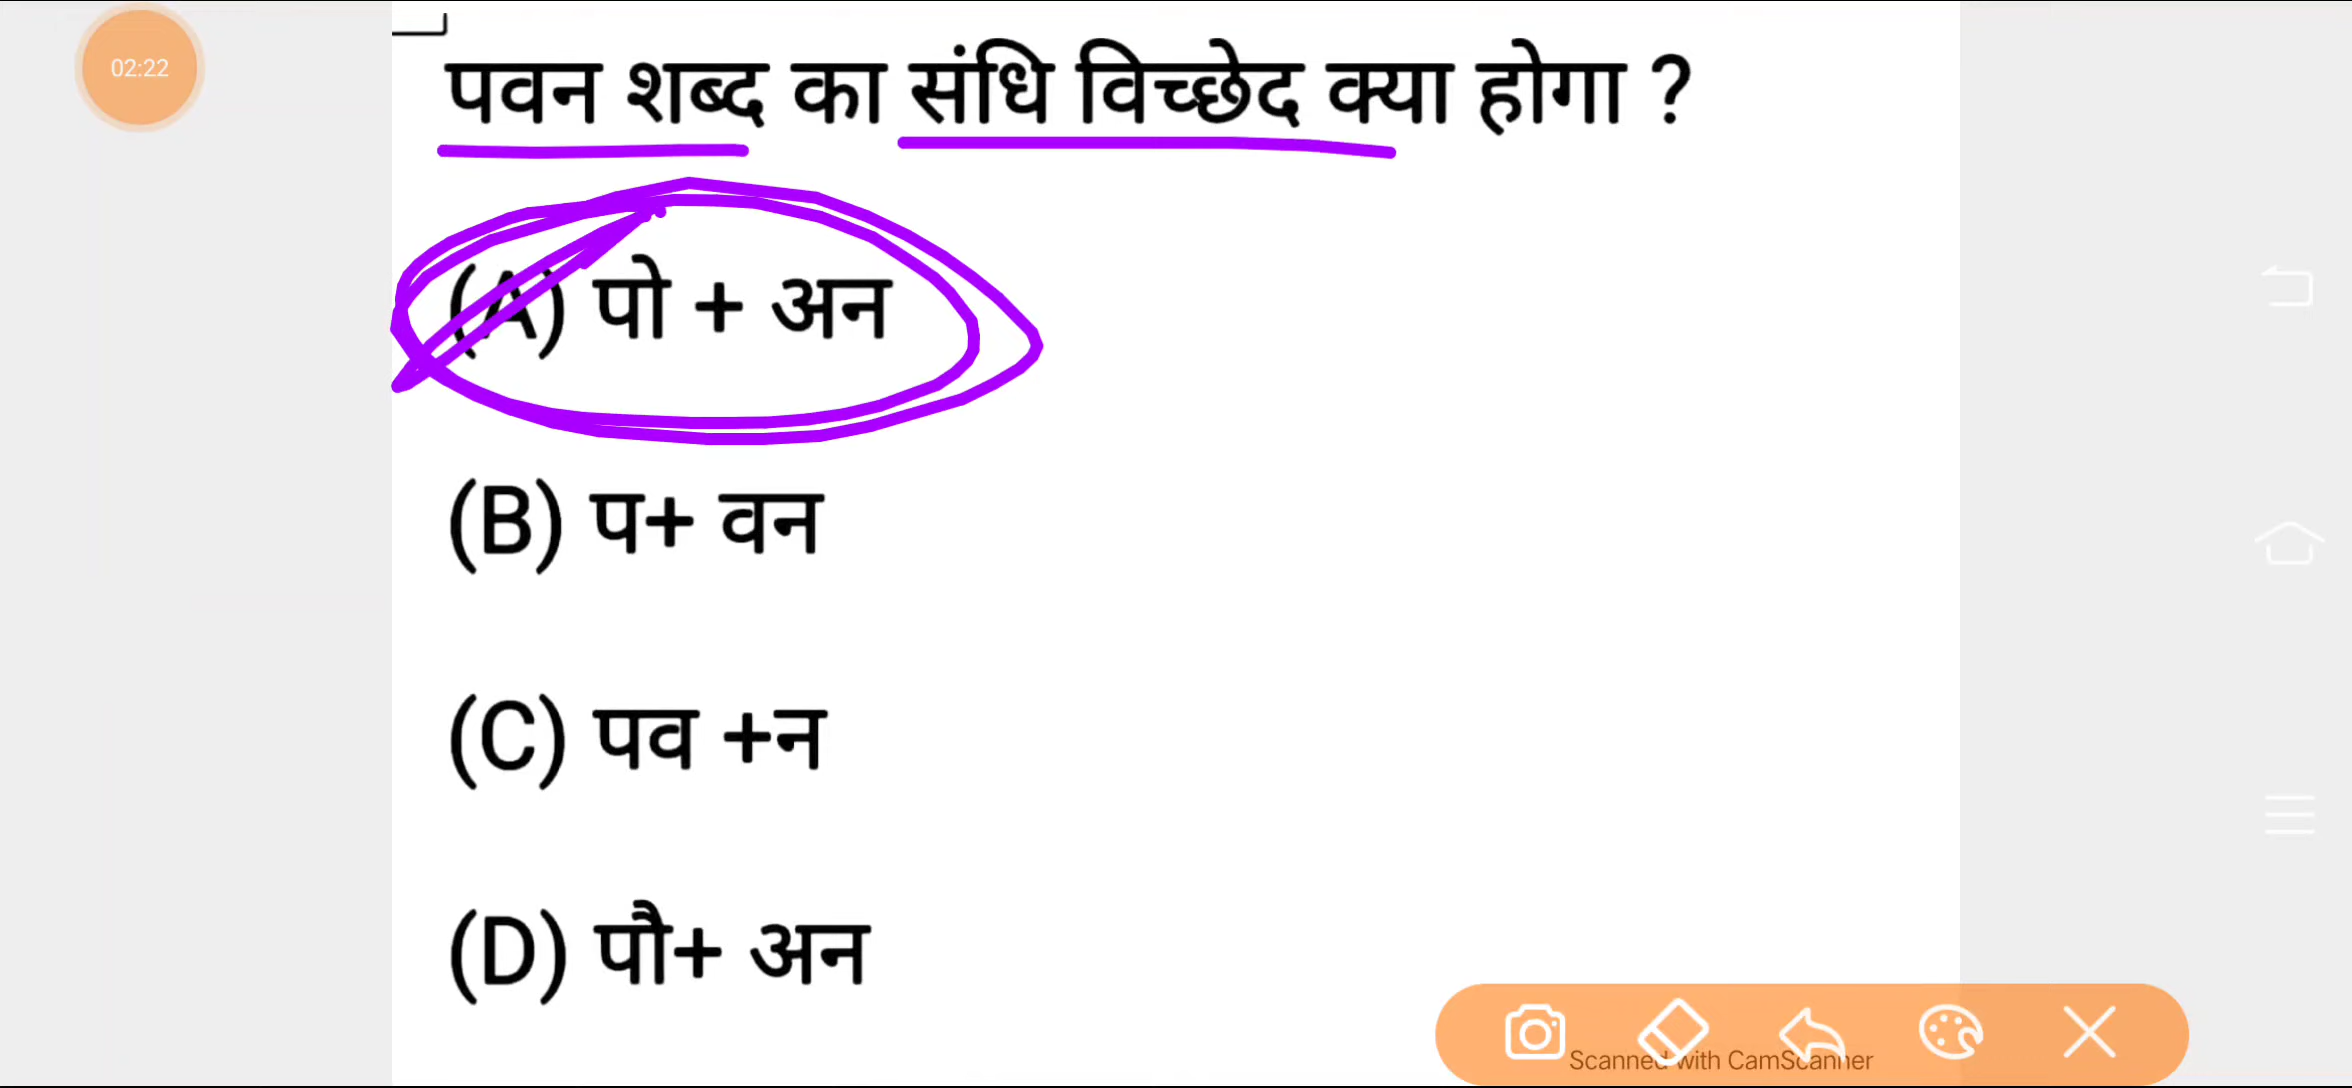 02:22
पवन शब्द का संधि विच्छेद क्या होगा ?
(A) पो + अन
(B) प+ वन
(C) पव +न
(D) पौ+ अन
Scanned with CamScanner